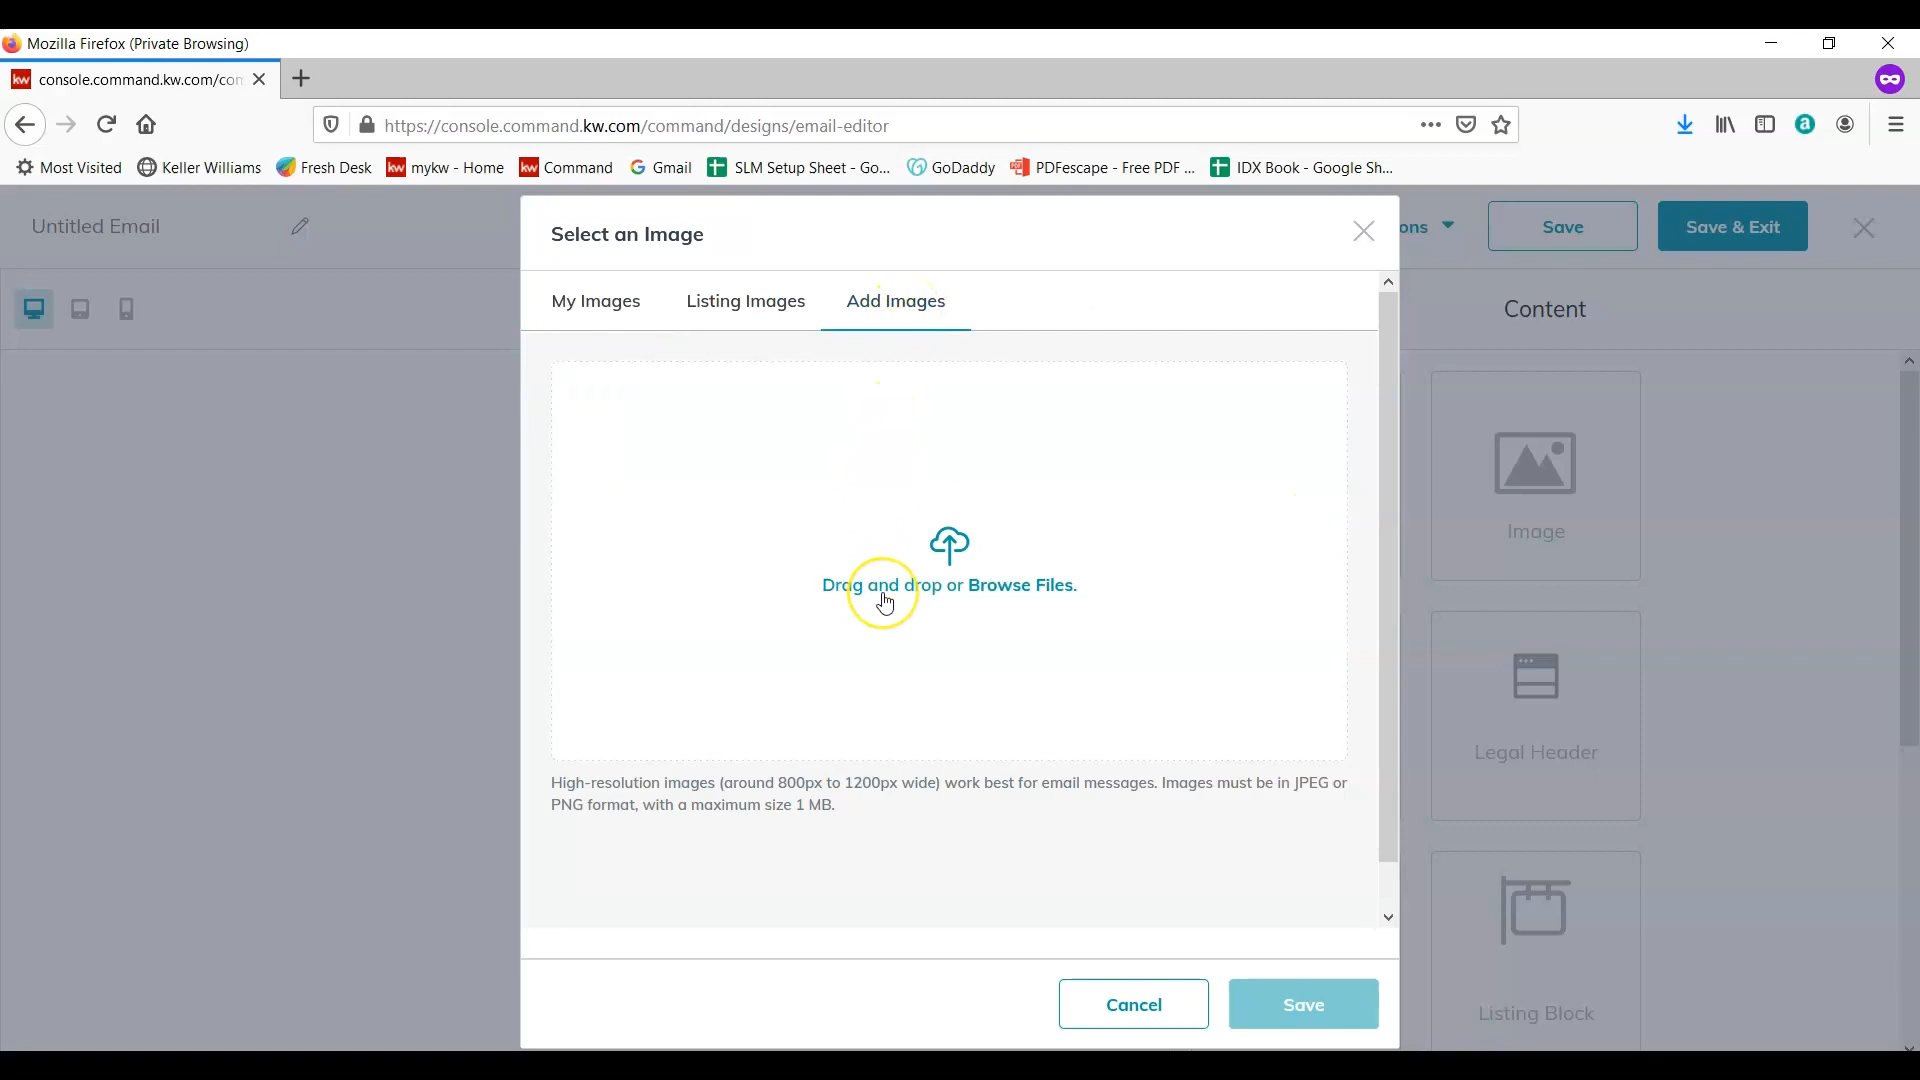 Mozilla Firefox (Private Browsing)
kw console.command.kw.com/con
https://console.command.kw.com/command/designs/email-editor
Most Visited Keller Williams Fresh Desk kw mykw - Home kw Command Gmail SLM Setup Sheet - Go... GoDaddy PDFescape - Free PDF ... IDX Book - Google Sh...
Untitled Email
Select an Image
ons
Save
Save & Exit
My Images
Listing Images
Add Images
Content
Image
Drag and drop or Browse Files.
Legal Header
High-resolution images (around 800px to 1200px wide) work best for email messages. Images must be in JPEG or
PNG format, with a maximum size 1 MB.
Listing Block
Cancel
Save